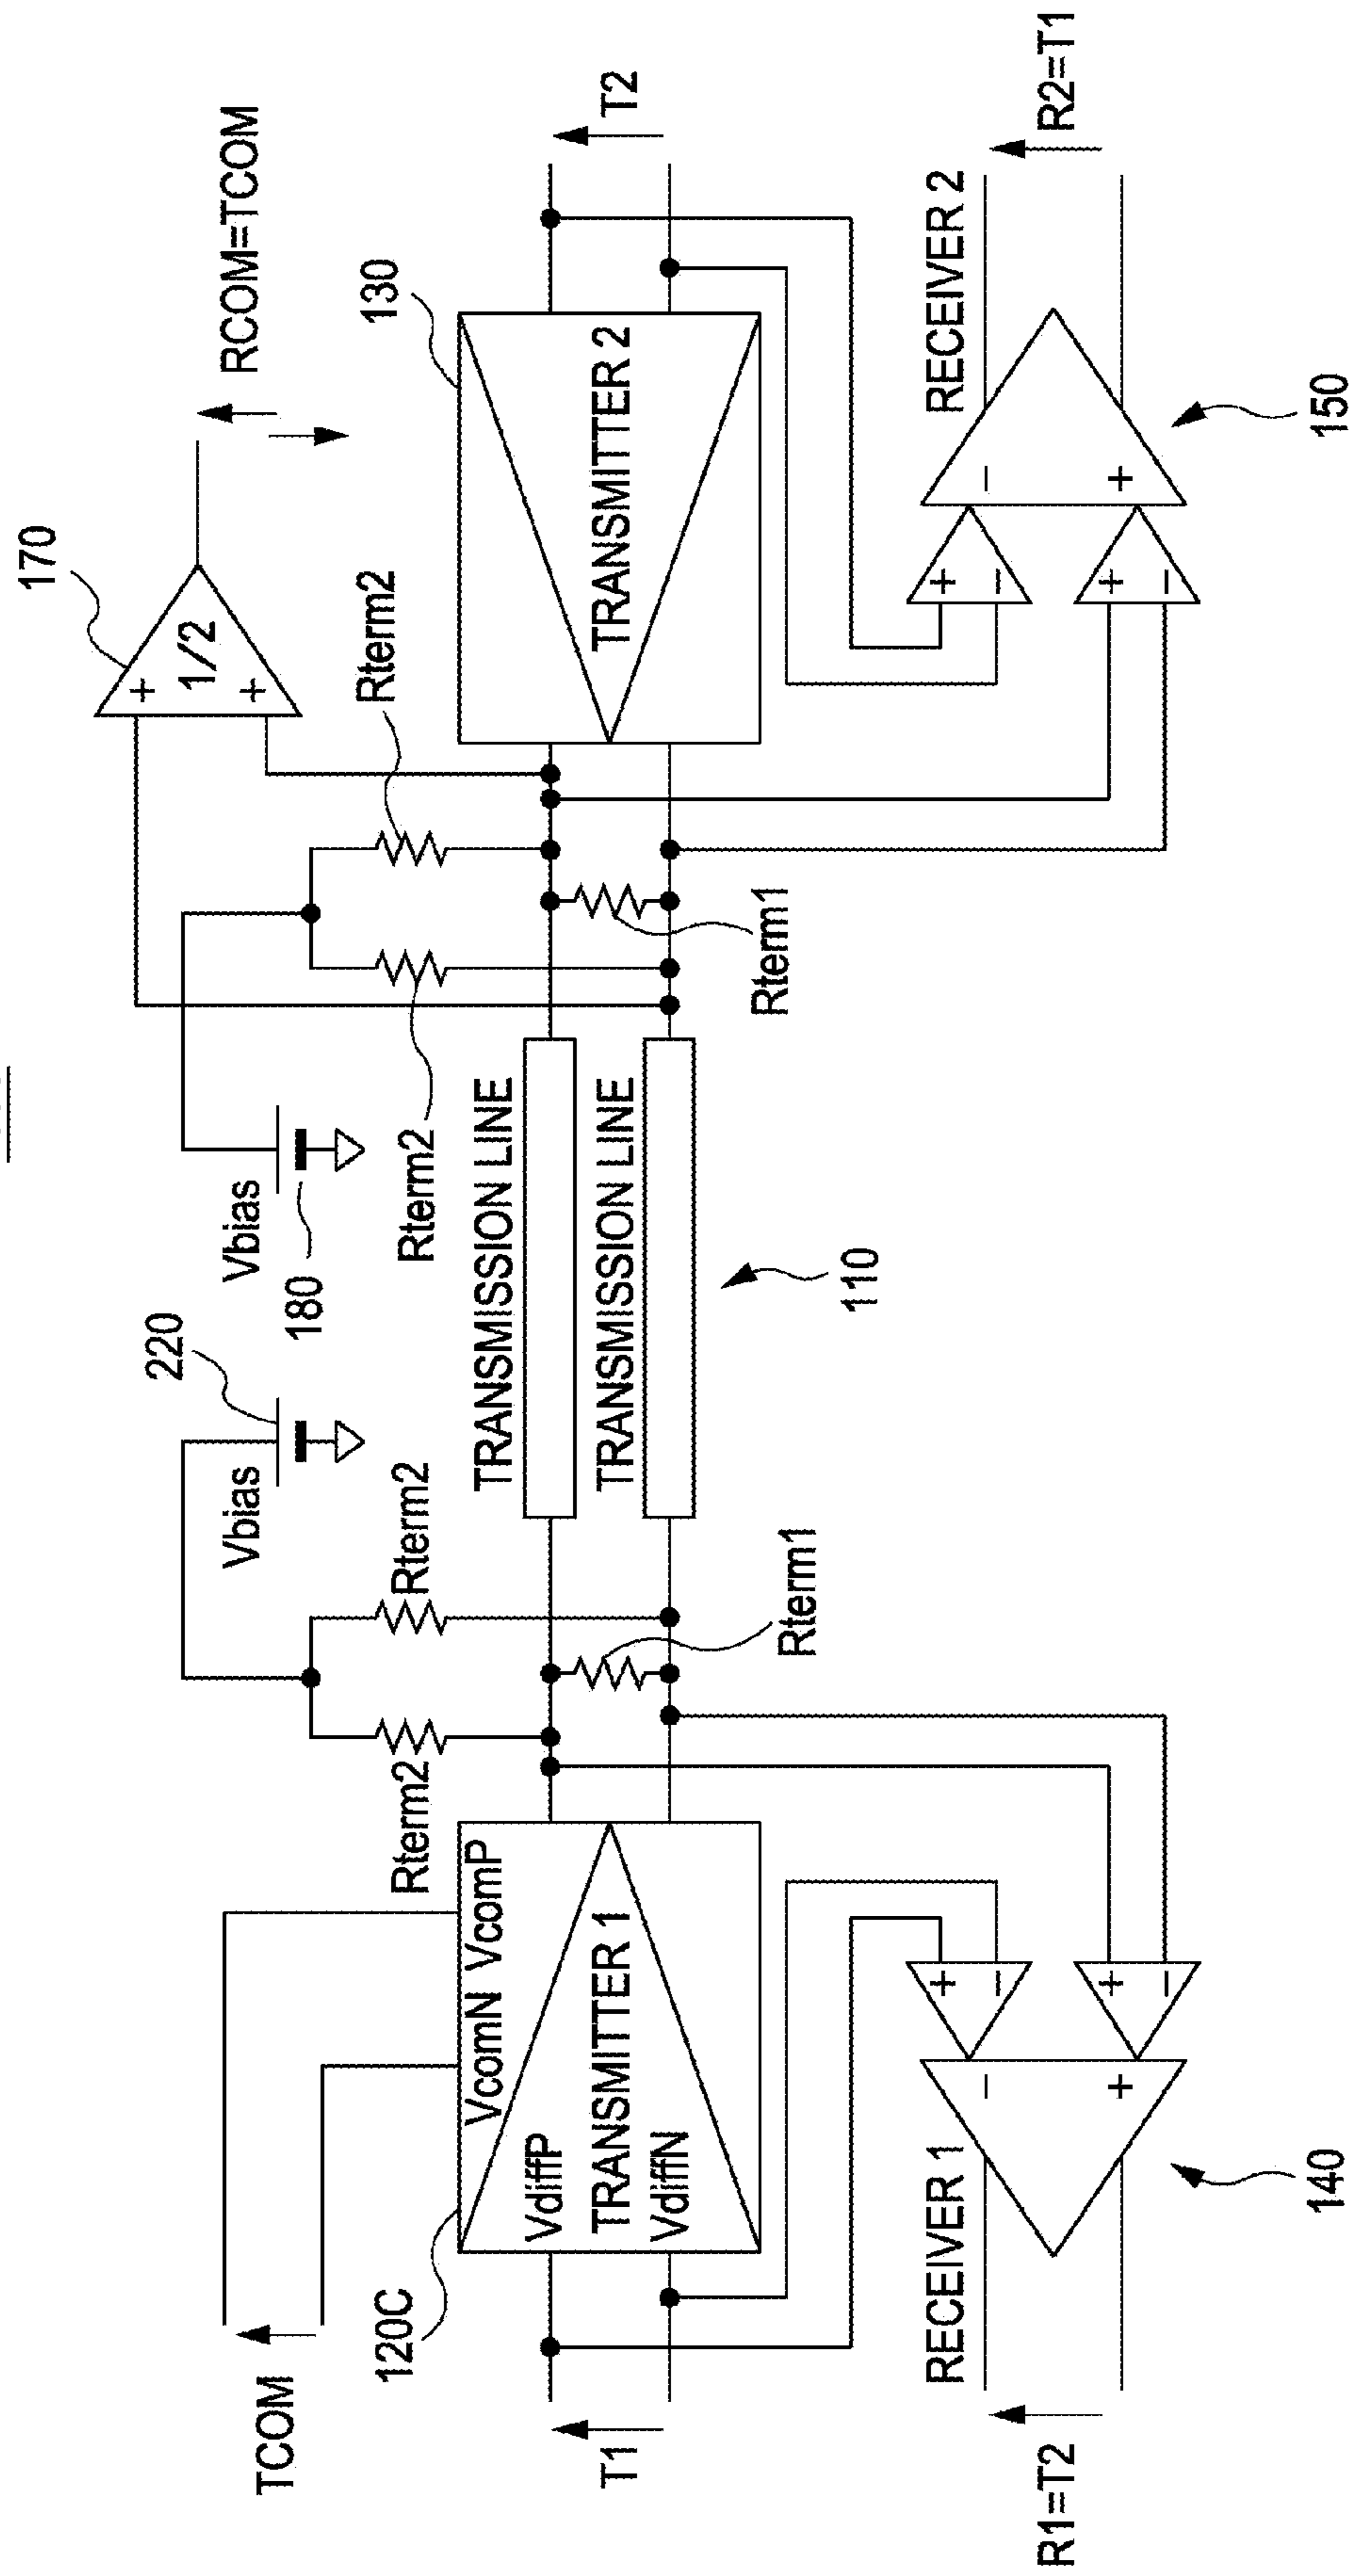 170
+
1/2
+
RCOM=TCOM
220
Vbias
Vbias
180
Rterm2
Rterm2
Rterm2
Rterm2
130
TCOM
120C
VcomN VcomP
VdiffP
TRANSMITTER 1
VdiffN
T1
TRANSMISSION LINE
TRANSMISSION LINE
110
Rterm1
Rterm1
TRANSMITTER 2
T2
RECEIVER 1
R1=T2
140
−
+
+
−
+
−
+
−
+
−
−
+
RECEIVER 2
R2=T1
150